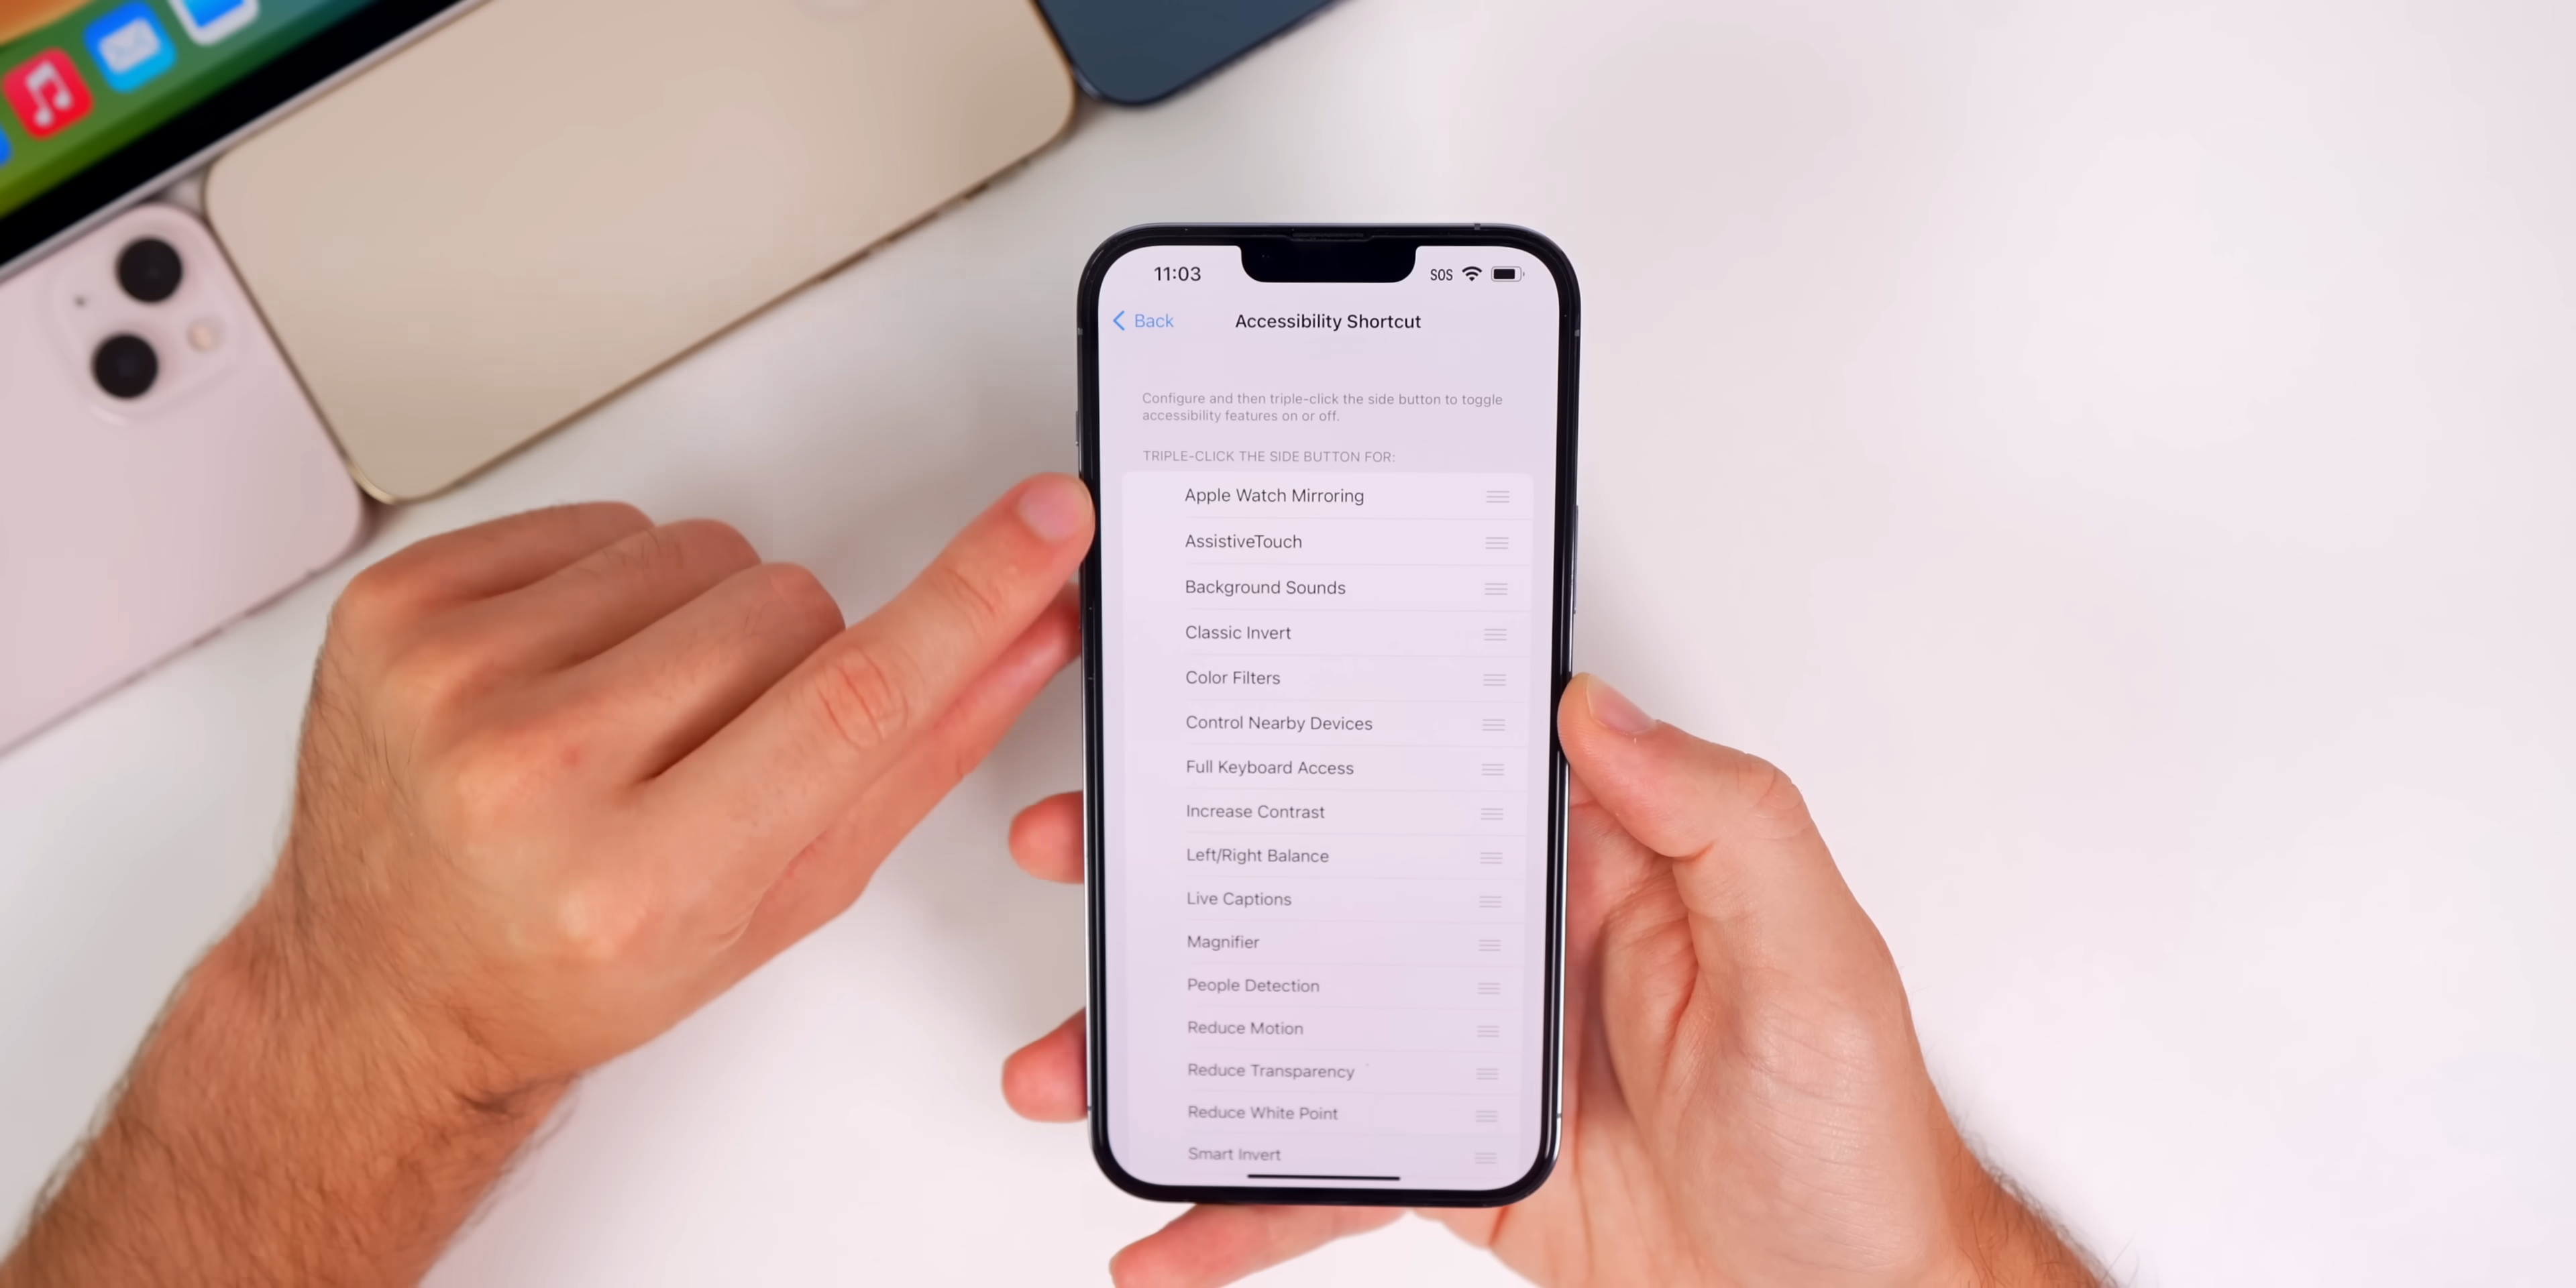 11:03
SOS
Back
Accessibility Shortcut
Configure and then triple-click the side button to toggle
accessibility features on or off.
TRIPLE-CLICK THE SIDE BUTTON FOR:
Apple Watch Mirroring
AssistiveTouch
Background Sounds
Classic Invert
Color Filters
Control Nearby Devices
Full Keyboard Access
Increase Contrast
Left/Right Balance
Live Captions
Magnifier
People Detection
Reduce Motion
Reduce Transparency
Reduce White Point
Smart Invert